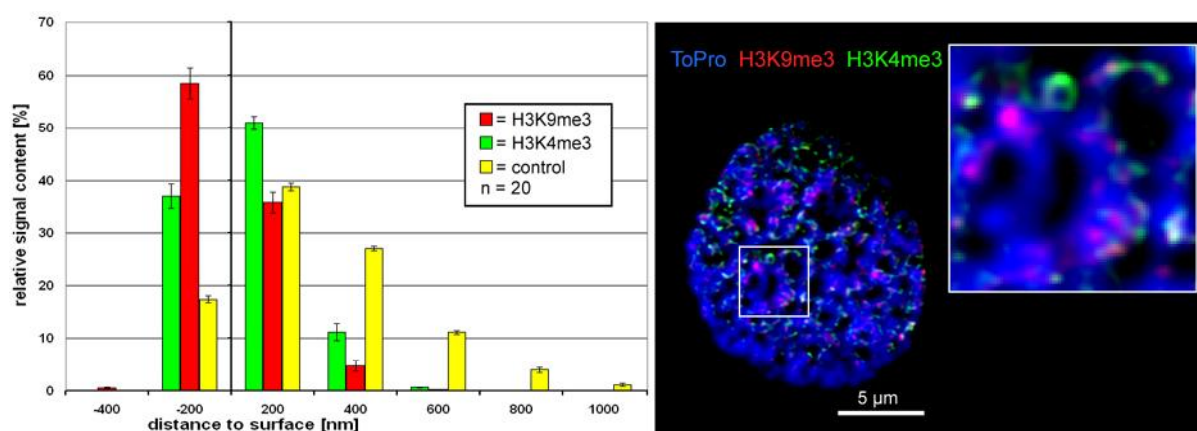 relative signal content [%]
70
60
50
40
30
20
10
0
= H3K9me3
= H3K4me3
= control
n = 20
-400 -200 200 400 600 800 1000
distance to surface [nm]
ToPro H3K9me3 H3K4me3
5 µm